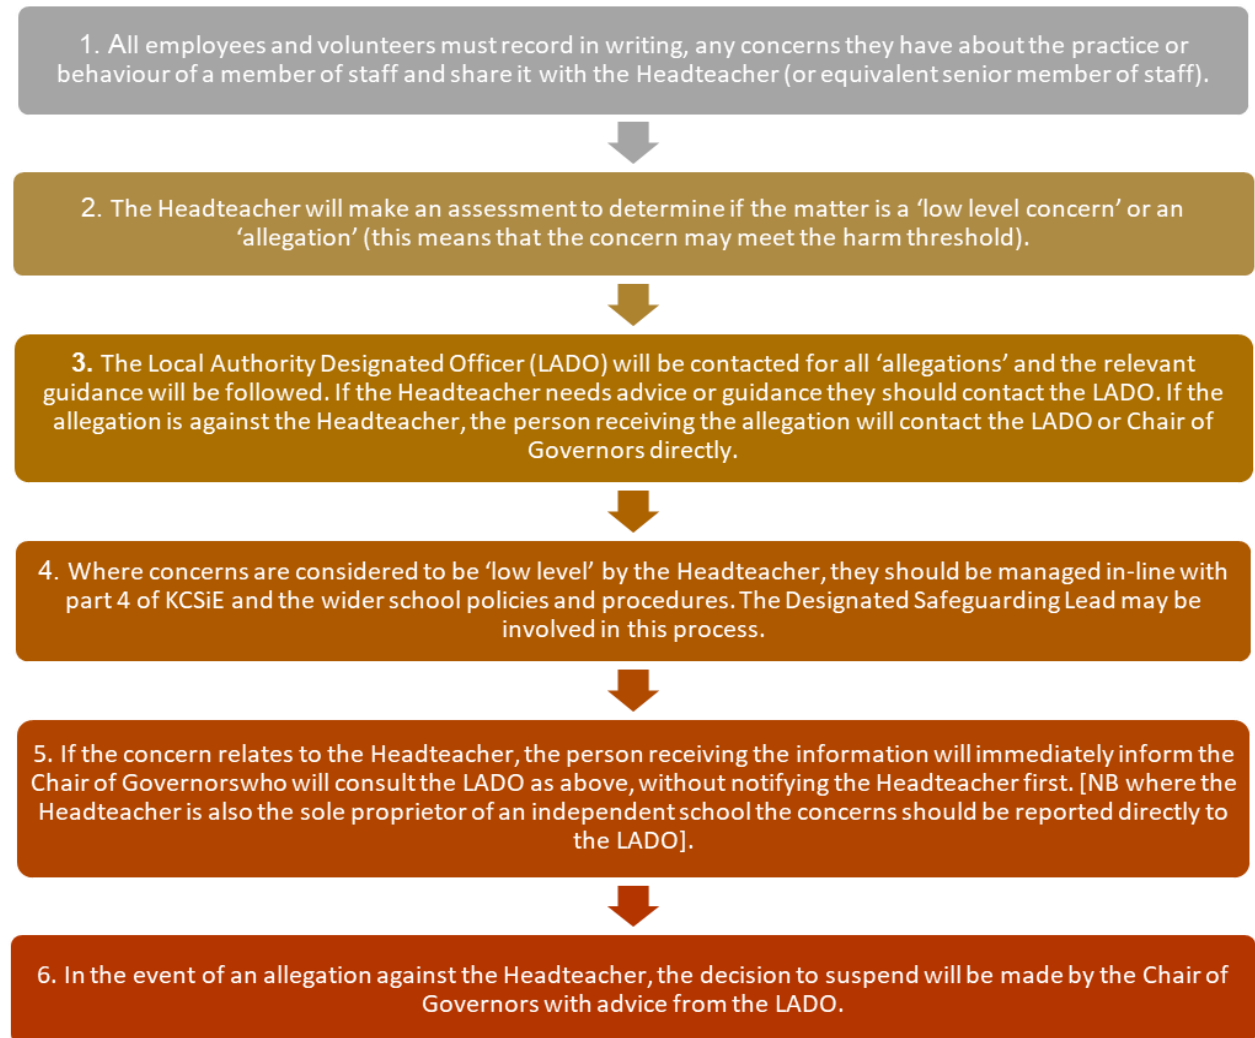 1. All employees and volunteers must record in writing, any concerns they have about the practice or
behaviour of a member of staff and share it with the Headteacher (or equivalent senior member of staff).
2. The Headteacher will make an assessment to determine if the matter is a ‘low level concern’ or an
‘allegation’ (this means that the concern may meet the harm threshold).
3. The Local Authority Designated Officer (LADO) will be contacted for all ‘allegations’ and the relevant
guidance will be followed. If the Headteacher needs advice or guidance they should contact the LADO. If the
allegation is against the Headteacher, the person receiving the allegation will contact the LADO or Chair of
Governors directly.
4. Where concerns are considered to be ‘low level’ by the Headteacher, they should be managed in-line with
part 4 of KCSiE and the wider school policies and procedures. The Designated Safeguarding Lead may be
involved in this process.
5. If the concern relates to the Headteacher, the person receiving the information will immediately inform the
Chair of Governorswho will consult the LADO as above, without notifying the Headteacher first. [NB where the
Headteacher is also the sole proprietor of an independent school the concerns should be reported directly to
the LADO].
6. In the event of an allegation against the Headteacher, the decision to suspend will be made by the Chair of
Governors with advice from the LADO.